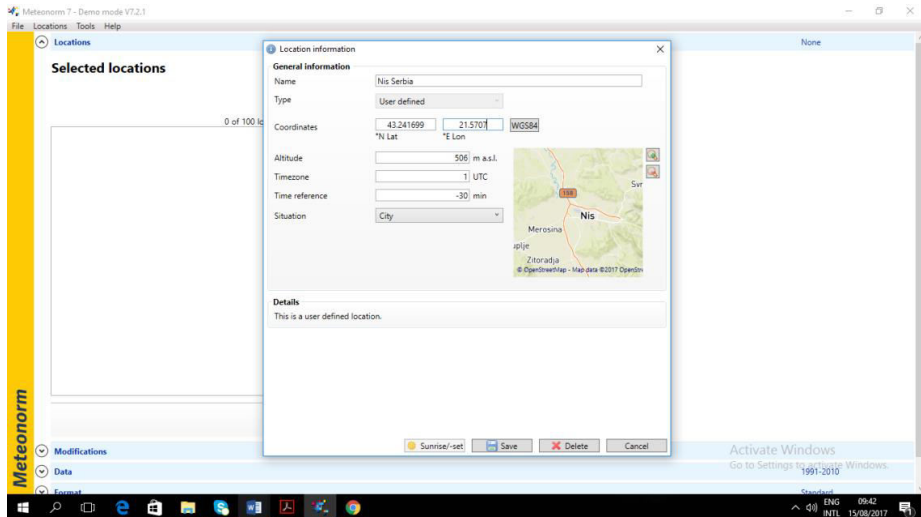 Meteonorm 7 - Demo mode V7.2.1
File Locations Tools Help
Locations
None
Selected locations
0 of 100 lo
Location information
General information
Name Nis Serbia
Type User defined
Coordinates 43.241699 21.5707 WGS84
°N Lat °E Lon
Altitude 506 m a.s.l.
Timezone 1 UTC
Time reference -30 min
Situation City
158
Svr
Nis
Merosina
uplje
Zitoradja
© OpenStreetMap - Map data ©2017 OpenStr
Details
This is a user defined location.
Sunrise/-set Save Delete Cancel
Meteonorm
Modifications
Data 1991-2010
Format Standard
Activate Windows
Go to Settings to activate Windows.
ENG 09:42
INTL 15/08/2017